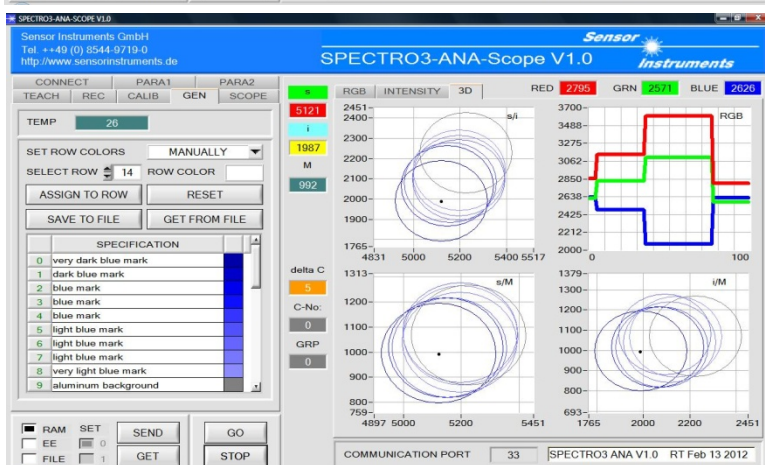 SPECTRO3-ANA-SCOPE V1.0
Sensor Instruments GmbH
Tel. ++49 (0) 8544-9719-0
http://www.sensorinstruments.de
SPECTRO3-ANA-Scope V1.0
Sensor
Instruments
CONNECT PARA1 PARA2
TEACH REC CALIB GEN SCOPE
TEMP 26
SET ROW COLORS MANUALLY
SELECT ROW 14 ROW COLOR
ASSIGN TO ROW RESET
SAVE TO FILE GET FROM FILE
SPECIFICATION
0 very dark blue mark
1 dark blue mark
2 blue mark
3 blue mark
4 blue mark
5 light blue mark
6 light blue mark
7 light blue mark
8 very light blue mark
9 aluminum background
RAM SET
EE 0
FILE 1
SEND GO
GET STOP
s
5121
i
1987
M
992
delta C
5
C-No:
0
GRP
0
RGB INTENSITY 3D
RED 2795 GRN 2571 BLUE 2626
s/i
2451
2400
2300
2200
2100
2000
1900
1765
4831 5000 5200 5400 5517
RGB
3700
3488
3275
3062
2850
2638
2425
2212
2000
0 100
s/M
1313
1200
1100
1000
900
800
759
4897 5000 5200 5451
i/M
1379
1300
1200
1100
1000
900
800
693
1765 2000 2200 2451
COMMUNICATION PORT 33 SPECTRO3 ANA V1.0 RT Feb 13 2012